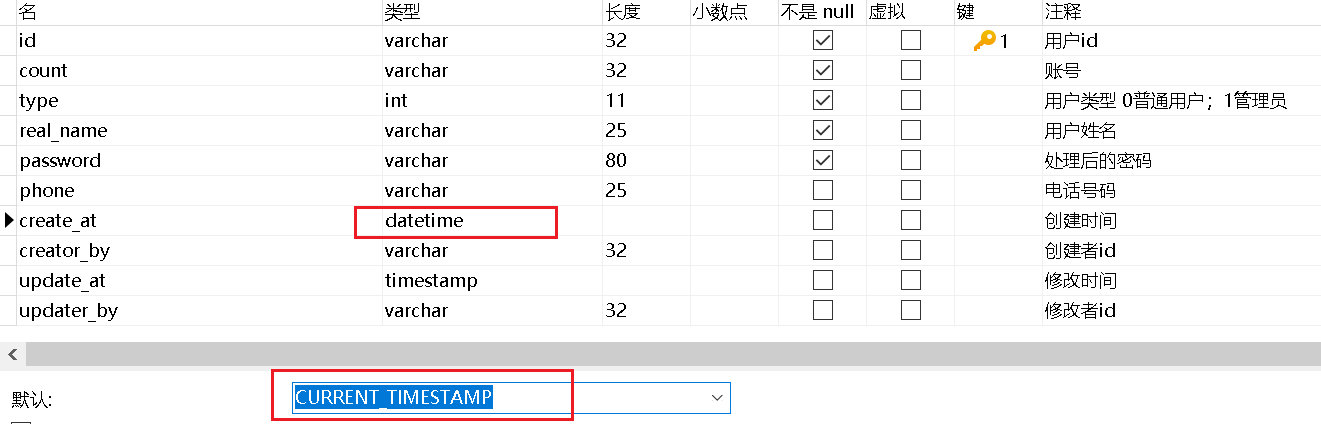 名 类型 长度 小数点 不是 null 虚拟 键 注释
id varchar 32 1 用户id
count varchar 32 账号
type int 11 用户类型 0普通用户；1管理员
real_name varchar 25 用户姓名
password varchar 80 处理后的密码
phone varchar 25 电话号码
create_at datetime 创建时间
creator_by varchar 32 创建者id
update_at timestamp 修改时间
updater_by varchar 32 修改者id
默认: CURRENT_TIMESTAMP